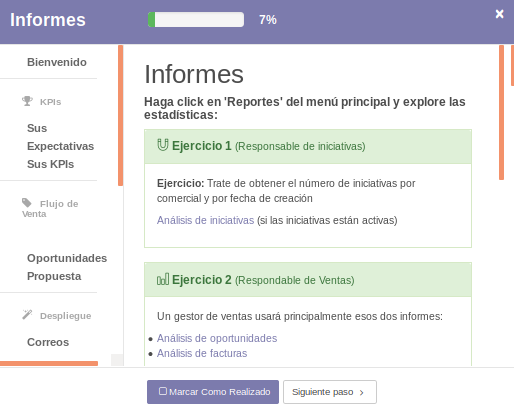 Informes
7%
×
Bienvenido
KPIs
Sus
Expectativas
Sus KPIs
Flujo de
Venta
Oportunidades
Propuesta
Despliegue
Correos
Informes
Haga click en 'Reportes' del menú principal y explore las
estadísticas:
Ejercicio 1 (Responsable de iniciativas)
Ejercicio: Trate de obtener el número de iniciativas por
comercial y por fecha de creación
Análisis de iniciativas (si las iniciativas están activas)
Ejercicio 2 (Respondable de Ventas)
Un gestor de ventas usará principalmente esos dos informes:
• Análisis de oportunidades
• Análisis de facturas
Marcar Como Realizado
Siguiente paso ›